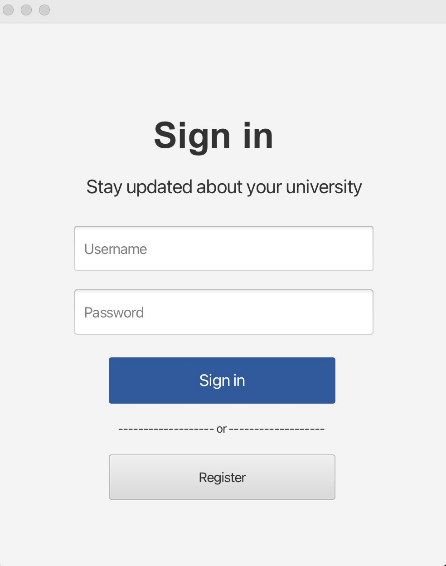 Sign in
Stay updated about your university
Username
Password
Sign in
------------------- or -------------------
Register